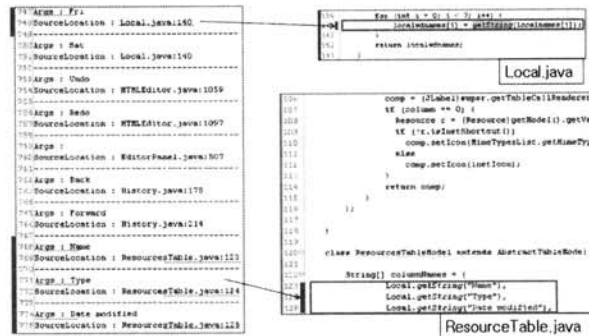 Args : Fri
SourceLocation : Local.java:140
Args : Sat
SourceLocation : Local.java:140
Args : Undo
SourceLocation : HTMLEditor.java:1059
Args : Redo
SourceLocation : HTMLEditor.java:1097
Args :
SourceLocation : EditorPanel.java:507
Args : Back
SourceLocation : History.java:175
Args : Forward
SourceLocation : History.java:214
Args : Name
SourceLocation : ResourcesTable.java:123
Args : Type
SourceLocation : ResourcesTable.java:124
Args : Date modified
SourceLocation : ResourcesTable.java:125
for (int i = 0; i < 7; i++) {
localednames[i] = getString(localnames[i]);
}
return localednames;
}
Local.java
comp = (JLabel)super.getTableCellRenderer
if (column == 0) {
Resource r = (Resource)getModel().getV
if (!r.isInetShortcut()
comp.setIcon(MimeTypesList.getMimeTyp
else
comp.setIcon(inetIcon);
}
return comp;
}
};
}
class ResourcesTableModel extends AbstractTableModel
String[] columnNames = {
Local.getString("Name"),
Local.getString("Type"),
Local.getString("Date modified"),
ResourceTable.java